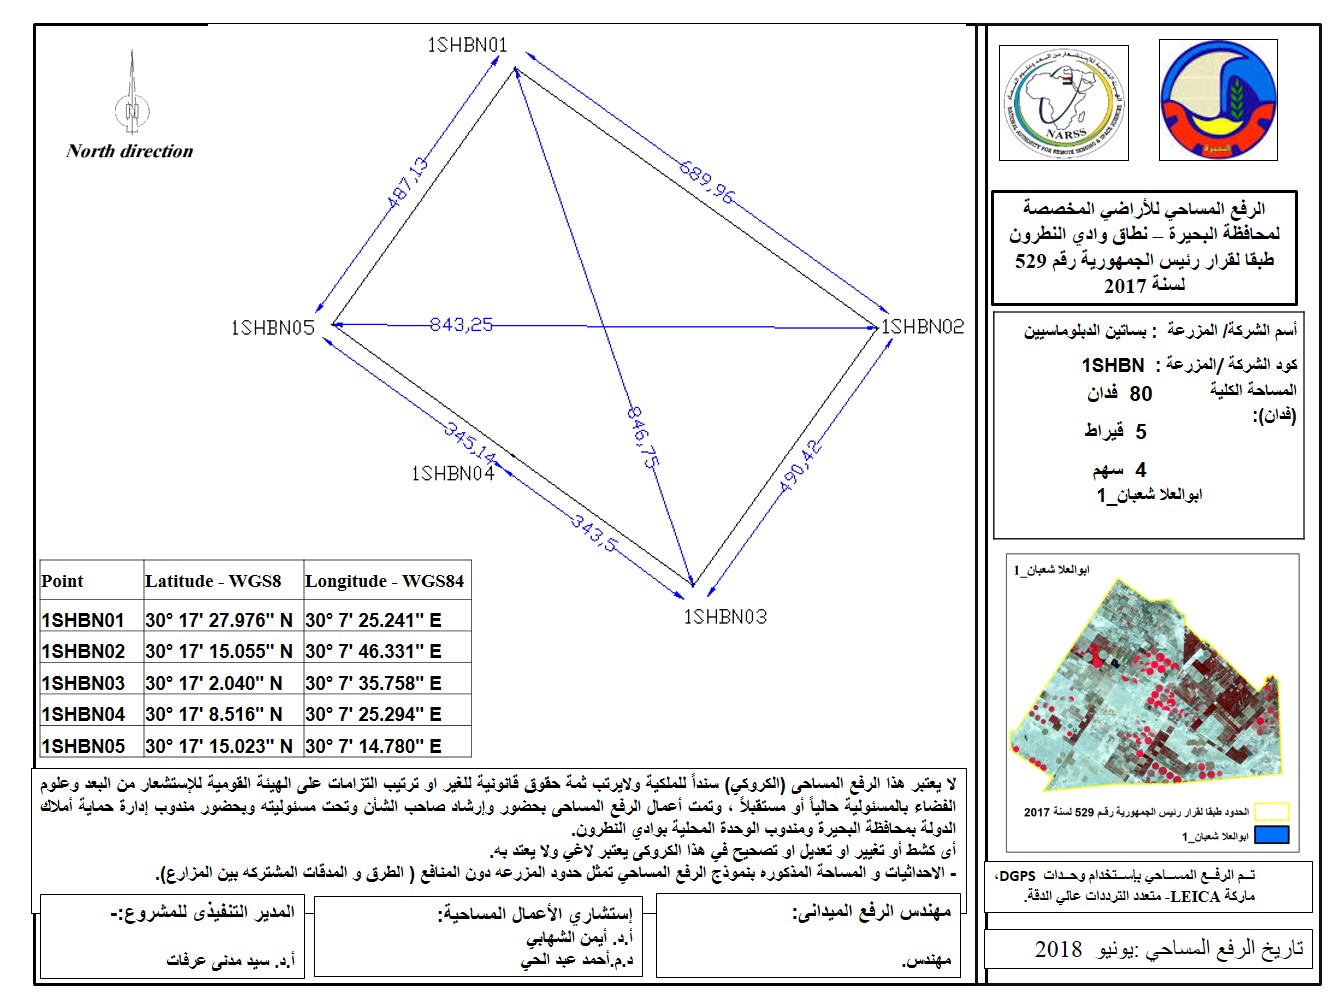 1SHBN01
N
North direction
487,13
689,96
1SHBN05
843,25
1SHBN02
846,75
345,14
1SHBN04
490,42
343,5
1SHBN03
Point Latitude - WGS8 Longitude - WGS84
1SHBN01 30° 17' 27.976" N 30° 7' 25.241" E
1SHBN02 30° 17' 15.055" N 30° 7' 46.331" E
1SHBN03 30° 17' 2.040" N 30° 7' 35.758" E
1SHBN04 30° 17' 8.516" N 30° 7' 25.294" E
1SHBN05 30° 17' 15.023" N 30° 7' 14.780" E
لا يعتبر هذا الرفع المساحى (الكروكي) سنداً للملكية ولايرتب ثمة حقوق قانونية للغير او ترتيب التزامات على الهيئة القومية للإستشعار من البعد وعلوم
الفضاء بالمسئولية حالياً أو مستقبلاً ، وتمت أعمال الرفع المساحى بحضور وإرشاد صاحب الشأن وتحت مسئوليته وبحضور مندوب إدارة حماية أملاك
الدولة بمحافظة البحيرة ومندوب الوحدة المحلية بوادي النطرون.
أى كشط أو تغيير او تعديل او تصحيح في هذا الكروكى يعتبر لاغي ولا يعتد به.
- الاحداثيات و المساحة المذكوره بنموذج الرفع المساحي تمثل حدود المزرعه دون المنافع ( الطرق و المدقات المشتركه بين المزارع).
مهندس الرفع الميدانى:
مهندس.
إستشاري الأعمال المساحية:
أ.د. أيمن الشهابي
د.م.أحمد عبد الحي
المدير التنفيذى للمشروع:-
أ.د. سيد مدنى عرفات
NARSS
NATIONAL AUTHORITY FOR REMOTE SENSING & SPACE SCIENCES
البحيرة
الرفع المساحي للأراضي المخصصة
لمحافظة البحيرة – نطاق وادي النطرون
طبقا لقرار رئيس الجمهورية رقم 529
لسنة 2017
أسم الشركة/ المزرعة : بساتين الدبلوماسيين
كود الشركة /المزرعة : 1SHBN
المساحة الكلية 80 فدان
(فدان):
5 قيراط
4 سهم
ابوالعلا شعبان_1
ابوالعلا شعبان_1
الحدود طبقا لقرار رئيس الجمهورية رقم 529 لسنة 2017
ابوالعلا شعبان_1
تـم الرفـع المسـاحي بإسـتخدام وحـدات DGPS،
ماركة LEICA- متعدد الترددات عالي الدقة.
تاريخ الرفع المساحي :يونيو 2018